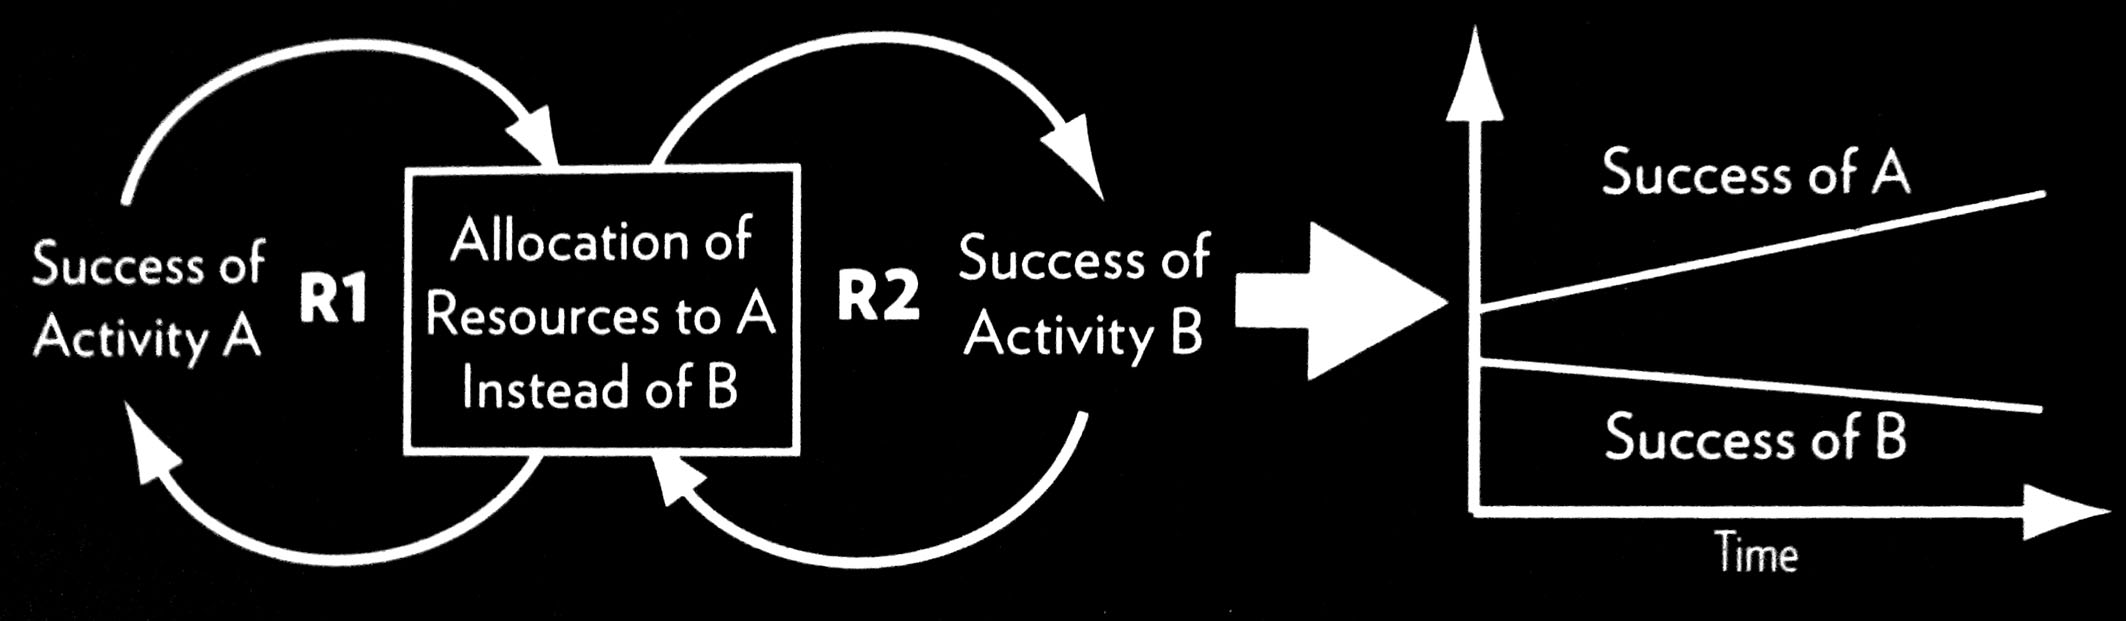 Success of
Activity A
R1
Allocation of
Resources to A
Instead of B
R2
Success of
Activity B
Success of A
Success of B
Time